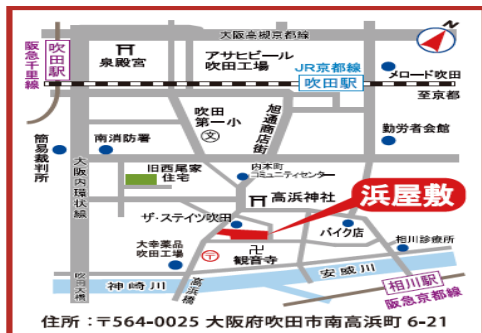 大阪高槻京都線
N
阪急千里線
吹田駅
泉殿宮
アサヒビール
吹田工場
JR京都線
吹田駅
メロード吹田
至京都
吹田
第一小
文
旭通商店街
勤労者会館
簡易裁判所
南消防署
大阪内環状線
旧西尾家
住宅
内本町
コミュニティセンター
高浜神社
浜屋敷
ザ・ステイツ吹田
バイク店
相川診療所
大幸薬品
吹田工場
〒
卍
観音寺
高浜橋
安威川
神崎川
吹田大橋
相川駅
阪急京都線
住所：〒564-0025 大阪府吹田市南高浜町 6-21